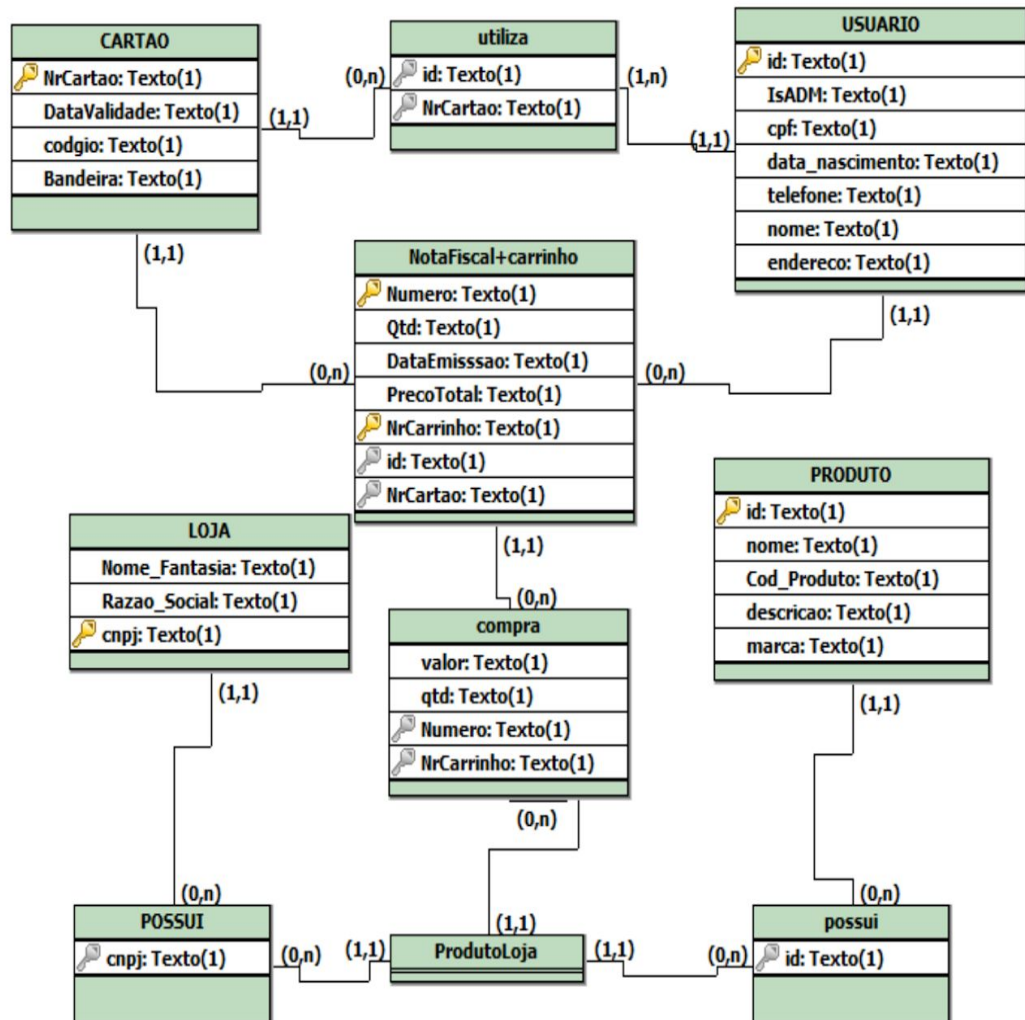 CARTAO
NrCartao: Texto(1)
DataValidade: Texto(1)
codgio: Texto(1)
Bandeira: Texto(1)
(1,1)
(1,1)
utiliza
id: Texto(1)
NrCartao: Texto(1)
(0,n)
(1,n)
USUARIO
id: Texto(1)
IsADM: Texto(1)
cpf: Texto(1)
data_nascimento: Texto(1)
telefone: Texto(1)
nome: Texto(1)
endereco: Texto(1)
(1,1)
(1,1)
NotaFiscal+carrinho
Numero: Texto(1)
Qtd: Texto(1)
DataEmisssao: Texto(1)
PrecoTotal: Texto(1)
NrCarrinho: Texto(1)
id: Texto(1)
NrCartao: Texto(1)
(0,n)
(0,n)
(1,1)
LOJA
Nome_Fantasia: Texto(1)
Razao_Social: Texto(1)
cnpj: Texto(1)
(1,1)
PRODUTO
id: Texto(1)
nome: Texto(1)
Cod_Produto: Texto(1)
descricao: Texto(1)
marca: Texto(1)
(1,1)
(0,n)
compra
valor: Texto(1)
qtd: Texto(1)
Numero: Texto(1)
NrCarrinho: Texto(1)
(0,n)
(0,n)
POSSUI
cnpj: Texto(1)
(0,n)
(1,1)
(1,1)
ProdutoLoja
(1,1)
(0,n)
(0,n)
possui
id: Texto(1)